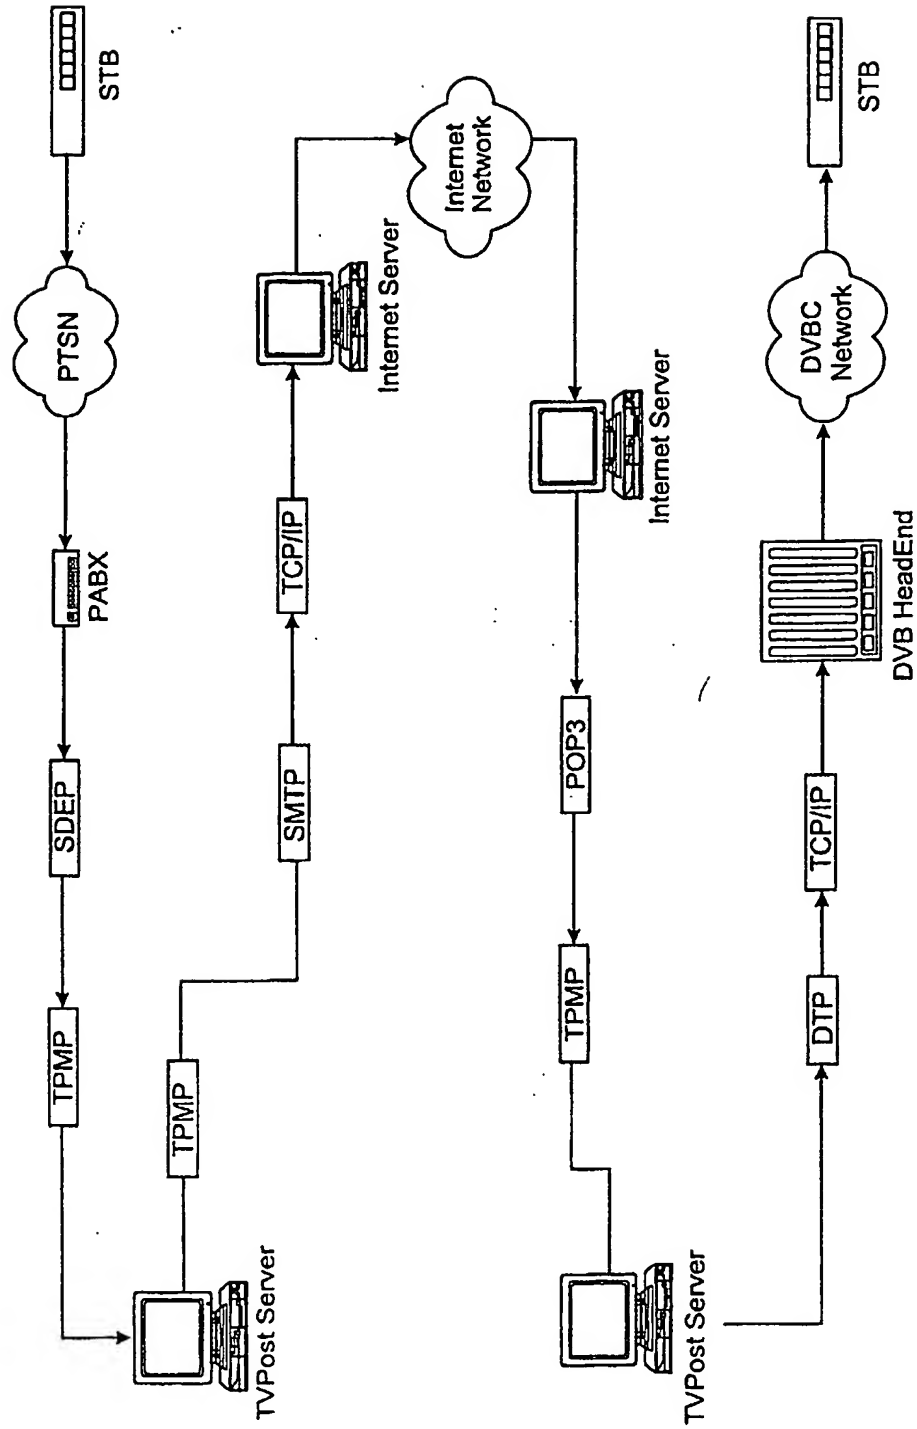 STB
PTSN
PABX
SDEP
TPMP
TVPost Server
TPMP
SMTP
TCP/IP
Internet Server
Internet
Network
Internet Server
POP3
TPMP
TVPost Server
DTP
TCP/IP
DVB HeadEnd
DVBC
Network
STB